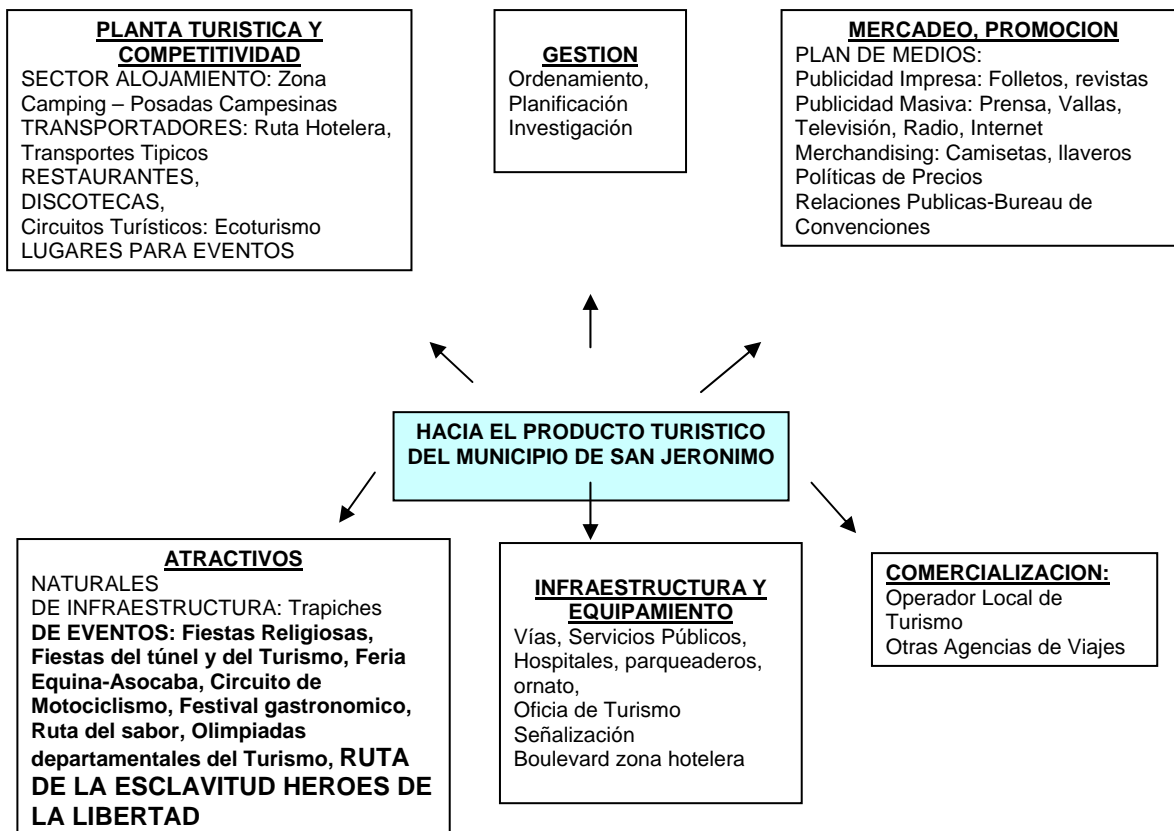 PLANTA TURISTICA Y
COMPETITIVIDAD
SECTOR ALOJAMIENTO: Zona
Camping – Posadas Campesinas
TRANSPORTADORES: Ruta Hotelera,
Transportes Tipicos
RESTAURANTES,
DISCOTECAS,
Circuitos Turísticos: Ecoturismo
LUGARES PARA EVENTOS
GESTION
Ordenamiento,
Planificación
Investigación
MERCADEO, PROMOCION
PLAN DE MEDIOS:
Publicidad Impresa: Folletos, revistas
Publicidad Masiva: Prensa, Vallas,
Televisión, Radio, Internet
Merchandising: Camisetas, llaveros
Políticas de Precios
Relaciones Publicas-Bureau de
Convenciones
HACIA EL PRODUCTO TURISTICO
DEL MUNICIPIO DE SAN JERONIMO
ATRACTIVOS
NATURALES
DE INFRAESTRUCTURA: Trapiches
DE EVENTOS: Fiestas Religiosas,
Fiestas del túnel y del Turismo, Feria
Equina-Asocaba, Circuito de
Motociclismo, Festival gastronomico,
Ruta del sabor, Olimpiadas
departamentales del Turismo, RUTA
DE LA ESCLAVITUD HEROES DE
LA LIBERTAD
INFRAESTRUCTURA Y
EQUIPAMIENTO
Vías, Servicios Públicos,
Hospitales, parqueaderos,
ornato,
Oficia de Turismo
Señalización
Boulevard zona hotelera
COMERCIALIZACION:
Operador Local de
Turismo
Otras Agencias de Viajes